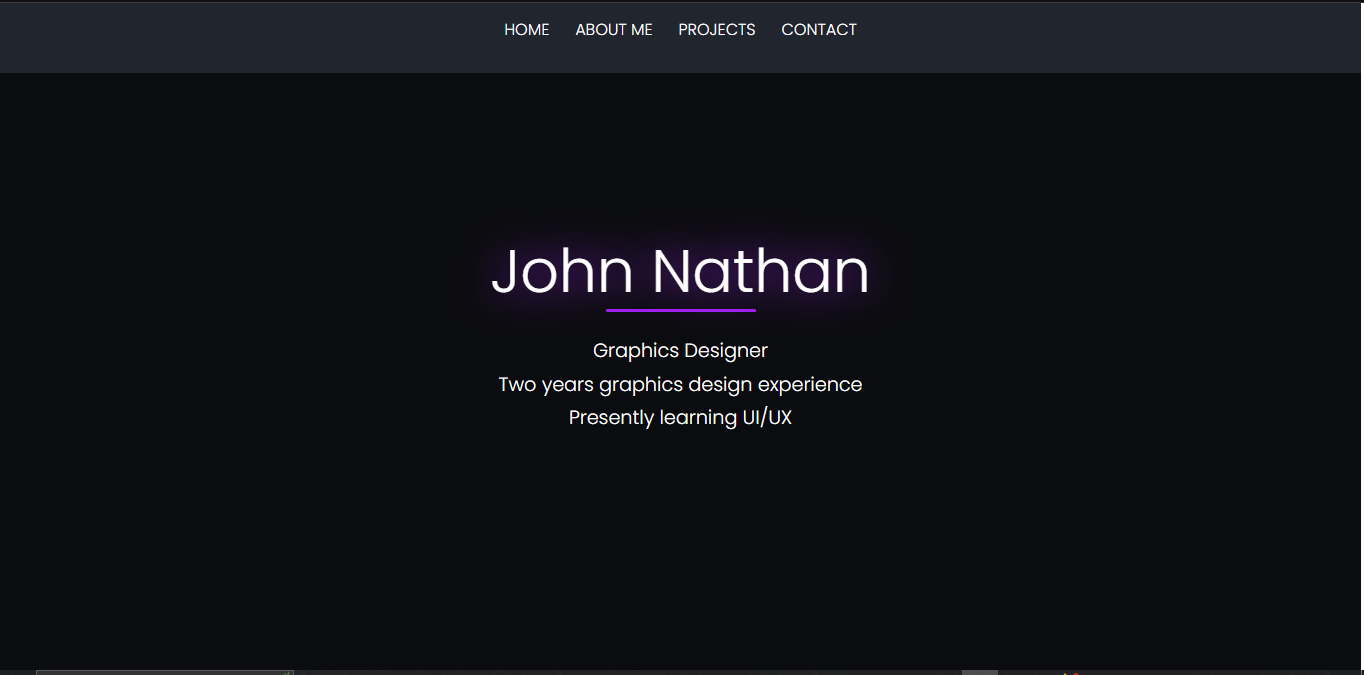 HOME ABOUT ME PROJECTS CONTACT
John Nathan
Graphics Designer
Two years graphics design experience
Presently learning UI/UX